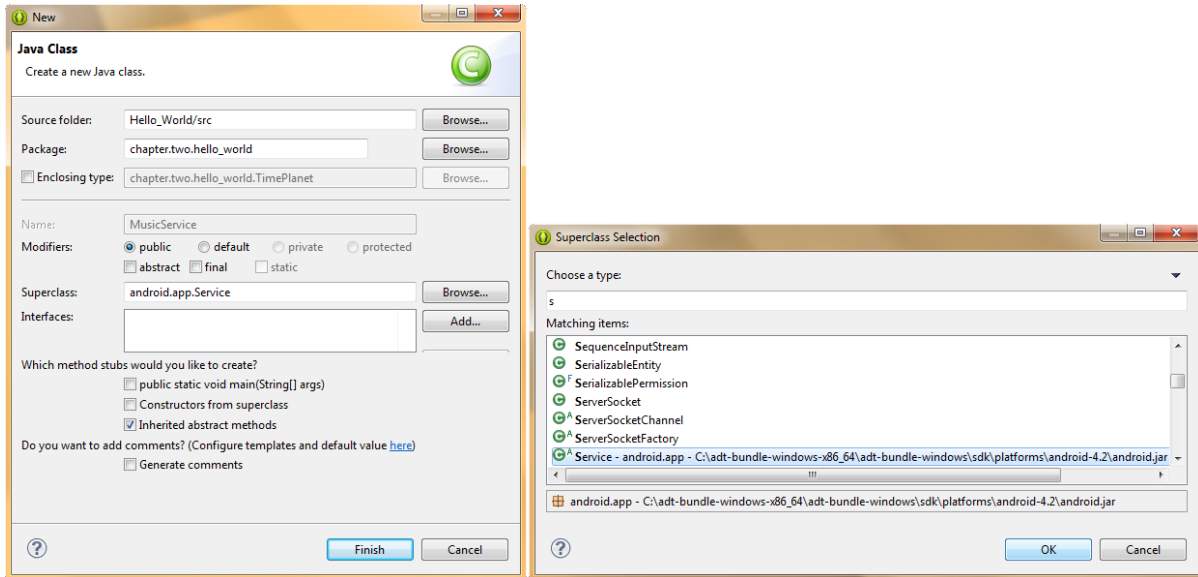 New
Java Class
Create a new Java class.
Source folder: Hello_World/src Browse...
Package: chapter.two.hello_world Browse...
Enclosing type: chapter.two.hello_world.TimePlanet Browse...
Name: MusicService
Modifiers: public default private protected
abstract final static
Superclass: android.app.Service Browse...
Interfaces: Add...
Which method stubs would you like to create?
public static void main(String[] args)
Constructors from superclass
Inherited abstract methods
Do you want to add comments? (Configure templates and default value here)
Generate comments
Finish Cancel
Superclass Selection
Choose a type:
s
Matching items:
SequenceInputStream
SerializableEntity
F SerializablePermission
ServerSocket
A ServerSocketChannel
A ServerSocketFactory
A Service - android.app - C:\adt-bundle-windows-x86_64\adt-bundle-windows\sdk\platforms\android-4.2\android.jar
android.app - C:\adt-bundle-windows-x86_64\adt-bundle-windows\sdk\platforms\android-4.2\android.jar
OK Cancel